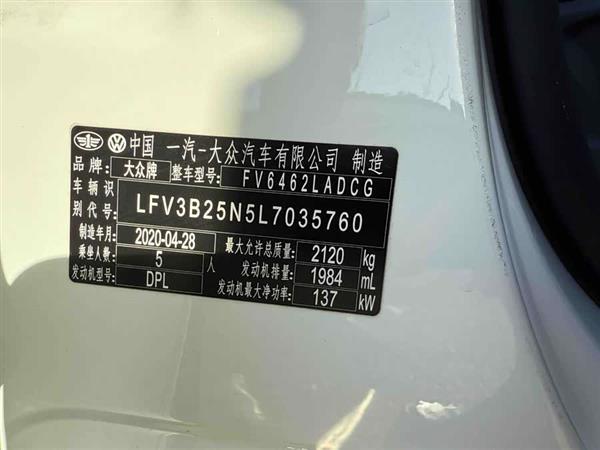 中国 一汽-大众汽车有限公司 制造
品牌: 大众牌 整车型号: FV6462LADCG
车辆识别代号: LFV3B25N5L7035760
制造年月: 2020-04-28 最大允许总质量: 2120 kg
乘坐人数: 5 人 发动机排量: 1984 mL
发动机型号: DPL 发动机最大净功率: 137 kW